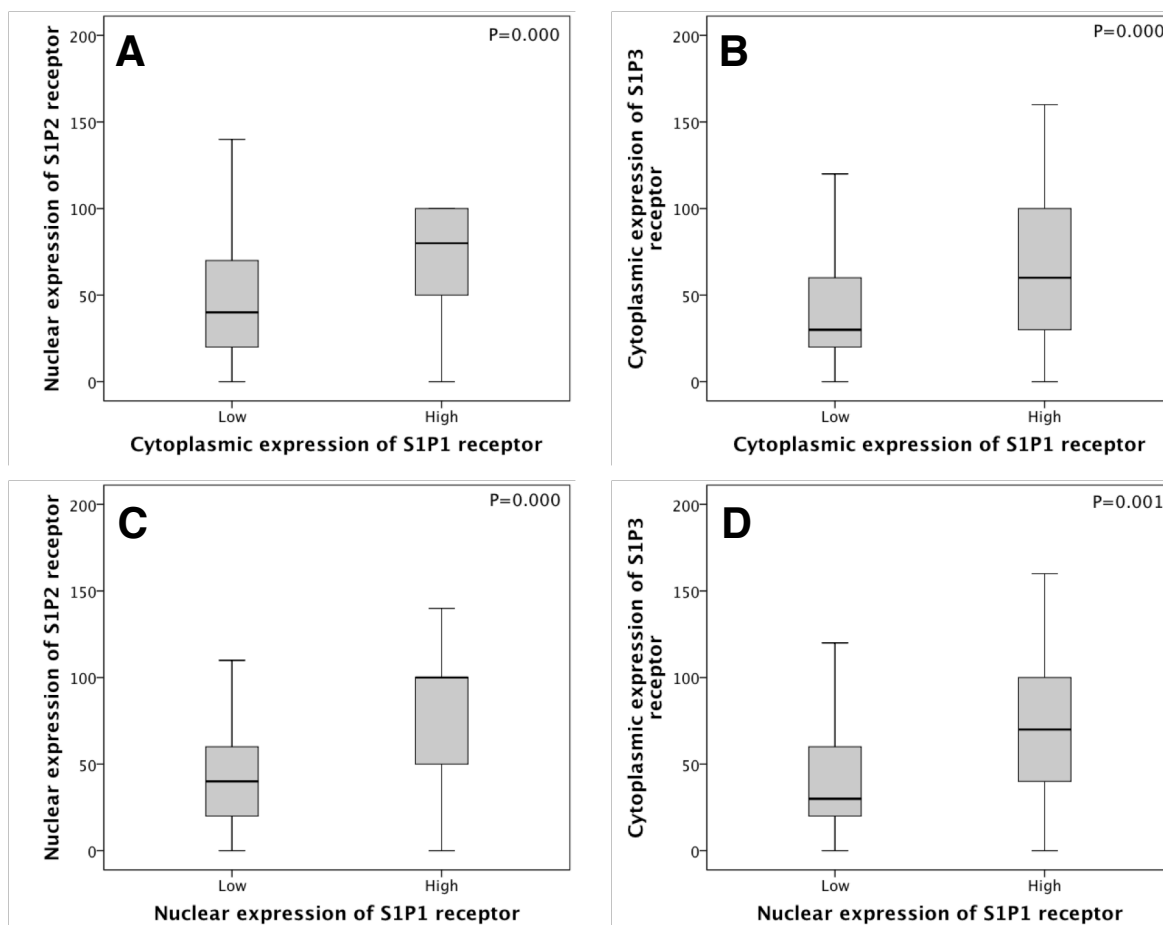 A
P=0.000
Nuclear expression of S1P2 receptor
200
150
100
50
0
Low
High
Cytoplasmic expression of S1P1 receptor
B
P=0.000
Cytoplasmic expression of S1P3
receptor
200
150
100
50
0
Low
High
Cytoplasmic expression of S1P1 receptor
C
P=0.000
Nuclear expression of S1P2 receptor
200
150
100
50
0
Low
High
Nuclear expression of S1P1 receptor
D
P=0.001
Cytoplasmic expression of S1P3
receptor
200
150
100
50
0
Low
High
Nuclear expression of S1P1 receptor